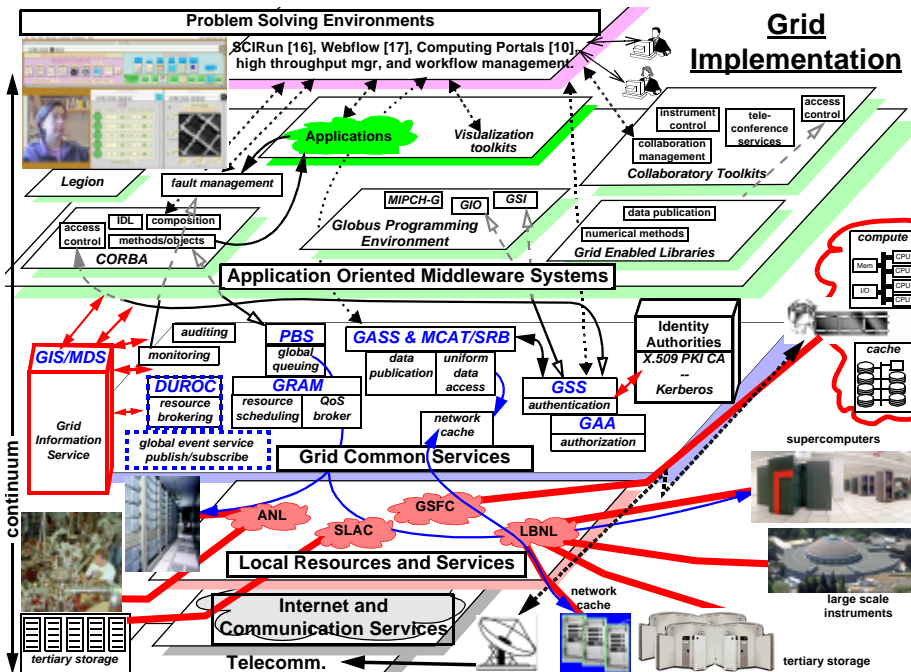 Problem Solving Environments
Grid
Implementation
SCIRun [16], Webflow [17], Computing Portals [10],
high throughput mgr, and workflow management.
Applications
Visualization
toolkits
instrument
control
tele-
conference
services
access
control
collaboration
management
Collaboratory Toolkits
Legion
fault management
MIPCH-G
GIO
GSI
Globus Programming
Environment
data publication
numerical methods
Grid Enabled Libraries
access
control
IDL
composition
methods/objects
CORBA
Application Oriented Middleware Systems
compute
Mem
I/O
CPU
CPU
CPU
CPU
cache
GIS/MDS
Grid
Information
Service
auditing
monitoring
PBS
global
queuing
GASS & MCAT/SRB
data
publication
uniform
data
access
Identity
Authorities
X.509 PKI CA
--
Kerberos
DUROC
resource
brokering
GRAM
resource
scheduling
QoS
broker
GSS
authentication
GAA
authorization
network
cache
global event service
publish/subscribe
Grid Common Services
continuum
supercomputers
ANL
SLAC
GSFC
LBNL
Local Resources and Services
large scale
instruments
network
cache
Internet and
Communication Services
tertiary storage
Telecomm.
tertiary storage